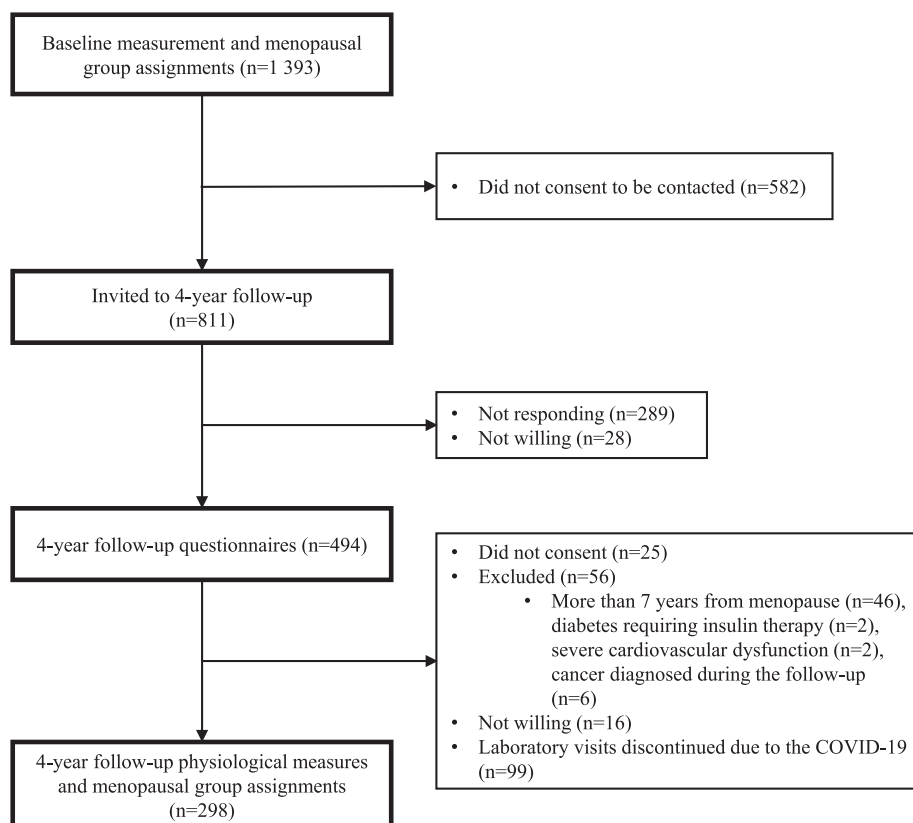 Baseline measurement and menopausal
group assignments (n=1 393)
• Did not consent to be contacted (n=582)
Invited to 4-year follow-up
(n=811)
• Not responding (n=289)
• Not willing (n=28)
4-year follow-up questionnaires (n=494)
• Did not consent (n=25)
• Excluded (n=56)
• More than 7 years from menopause (n=46),
diabetes requiring insulin therapy (n=2),
severe cardiovascular dysfunction (n=2),
cancer diagnosed during the follow-up
(n=6)
• Not willing (n=16)
• Laboratory visits discontinued due to the COVID-19
(n=99)
4-year follow-up physiological measures
and menopausal group assignments
(n=298)